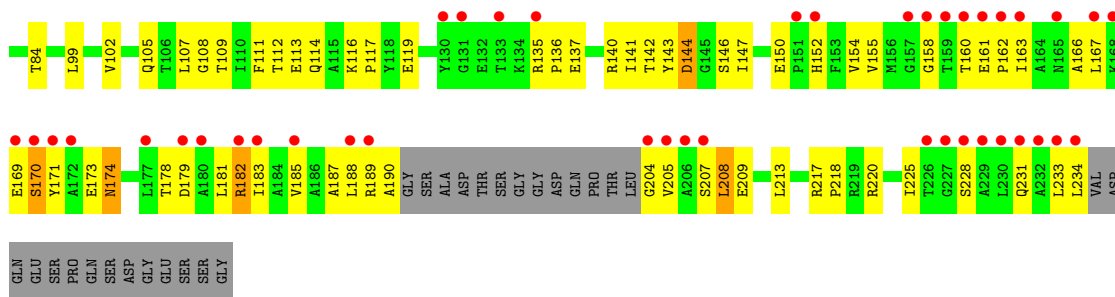 T84 L99 V102 Q105 T106 L107 G108 T109 I110 F111 T112 E113 Q114 A115 K116 P117 Y118 E119 Y130 G131 E132 T133 K134 R135 P136 E137 R140 I141 T142 Y143 D144 G145 S146 I147 E150 P151 H152 F153 V154 V155 M156 G157 G158 T159 T160 E161 P162 V163 A164 N165 A166 L167 K168
E169 S170 Y171 A172 E173 N174 L177 T178 D179 A180 L181 R182 I183 A184 V185 A186 A187 L188 R189 A190 GLY SER ALA ASP THR SER GLY GLY ASP GLN PRO THR LEU G204 V205 A206 S207 L208 E209 L213 R217 P218 R219 R220 I225 T226 G227 S228 A229 L230 Q231 A232 L233 L234 VAL ASP
GLN GLU SER PRO GLN SER ASP GLY GLU SER SER GLY